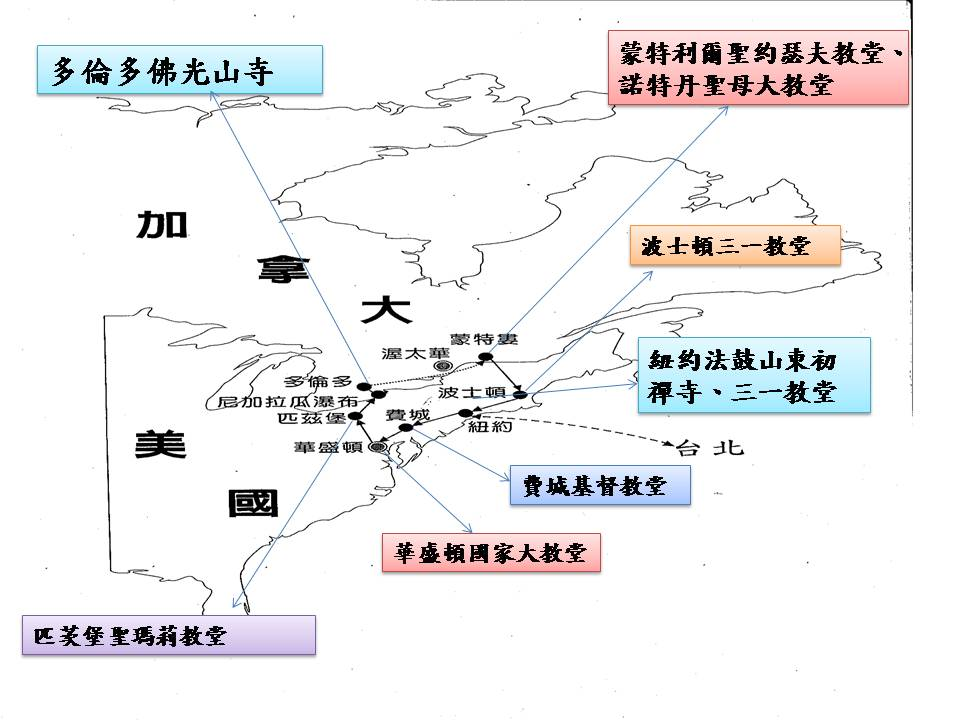 多倫多佛光山寺
蒙特利爾聖約瑟夫教堂、
諾特丹聖母大教堂
加
拿
大
波士頓三一教堂
紐約法鼓山東初
禪寺、三一教堂
蒙特婁
渥太華
多倫多
尼加拉瓜瀑布
波士頓
匹茲堡
費城
紐約
華盛頓
台北
美
國
費城基督教堂
華盛頓國家大教堂
匹芡堡聖瑪莉教堂